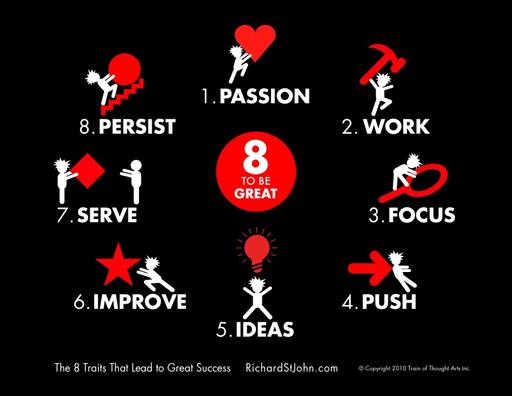 1. PASSION
8. PERSIST
2. WORK
8
TO BE
GREAT
7. SERVE
3. FOCUS
6. IMPROVE
4. PUSH
5. IDEAS
The 8 Traits That Lead to Great Success RichardStJohn.com © Copyright 2010 Train of Thought Arts Inc.